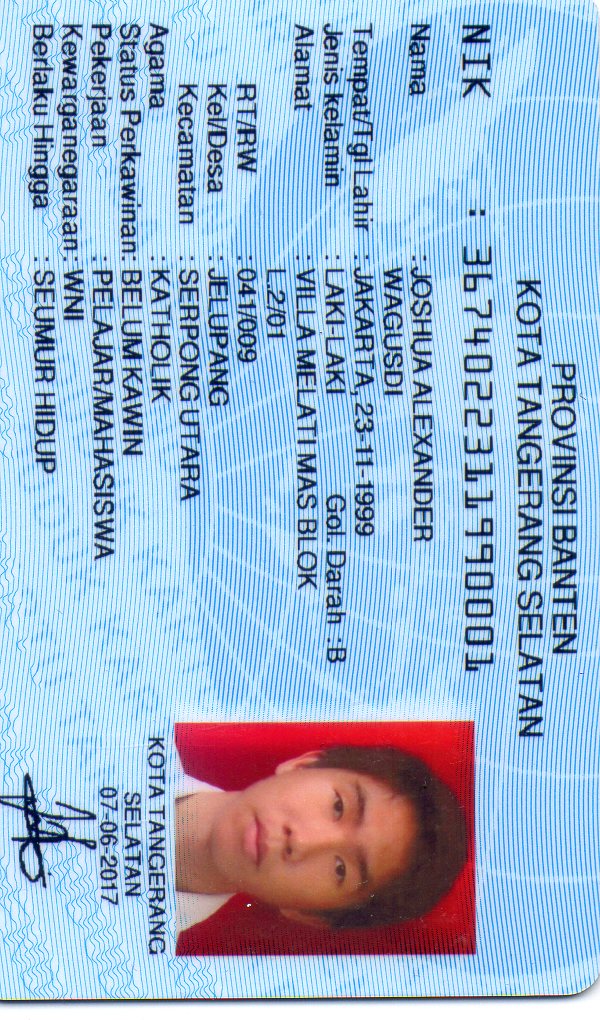 PROVINSI BANTEN
KOTA TANGERANG SELATAN
NIK : 3674022311990001
Nama : JOSHUA ALEXANDER
WAGUSDI
Tempat/Tgl Lahir : JAKARTA, 23-11-1999
Jenis kelamin : LAKI-LAKI Gol. Darah : B
Alamat : VILLA MELATI MAS BLOK
L.2/01
RT/RW : 041/009
Kel/Desa : JELUPANG
Kecamatan : SERPONG UTARA
Agama : KATHOLIK
Status Perkawinan: BELUM KAWIN
Pekerjaan : PELAJAR/MAHASISWA
Kewarganegaraan: WNI
Berlaku Hingga : SEUMUR HIDUP
KOTA TANGERANG
SELATAN
07-06-2017